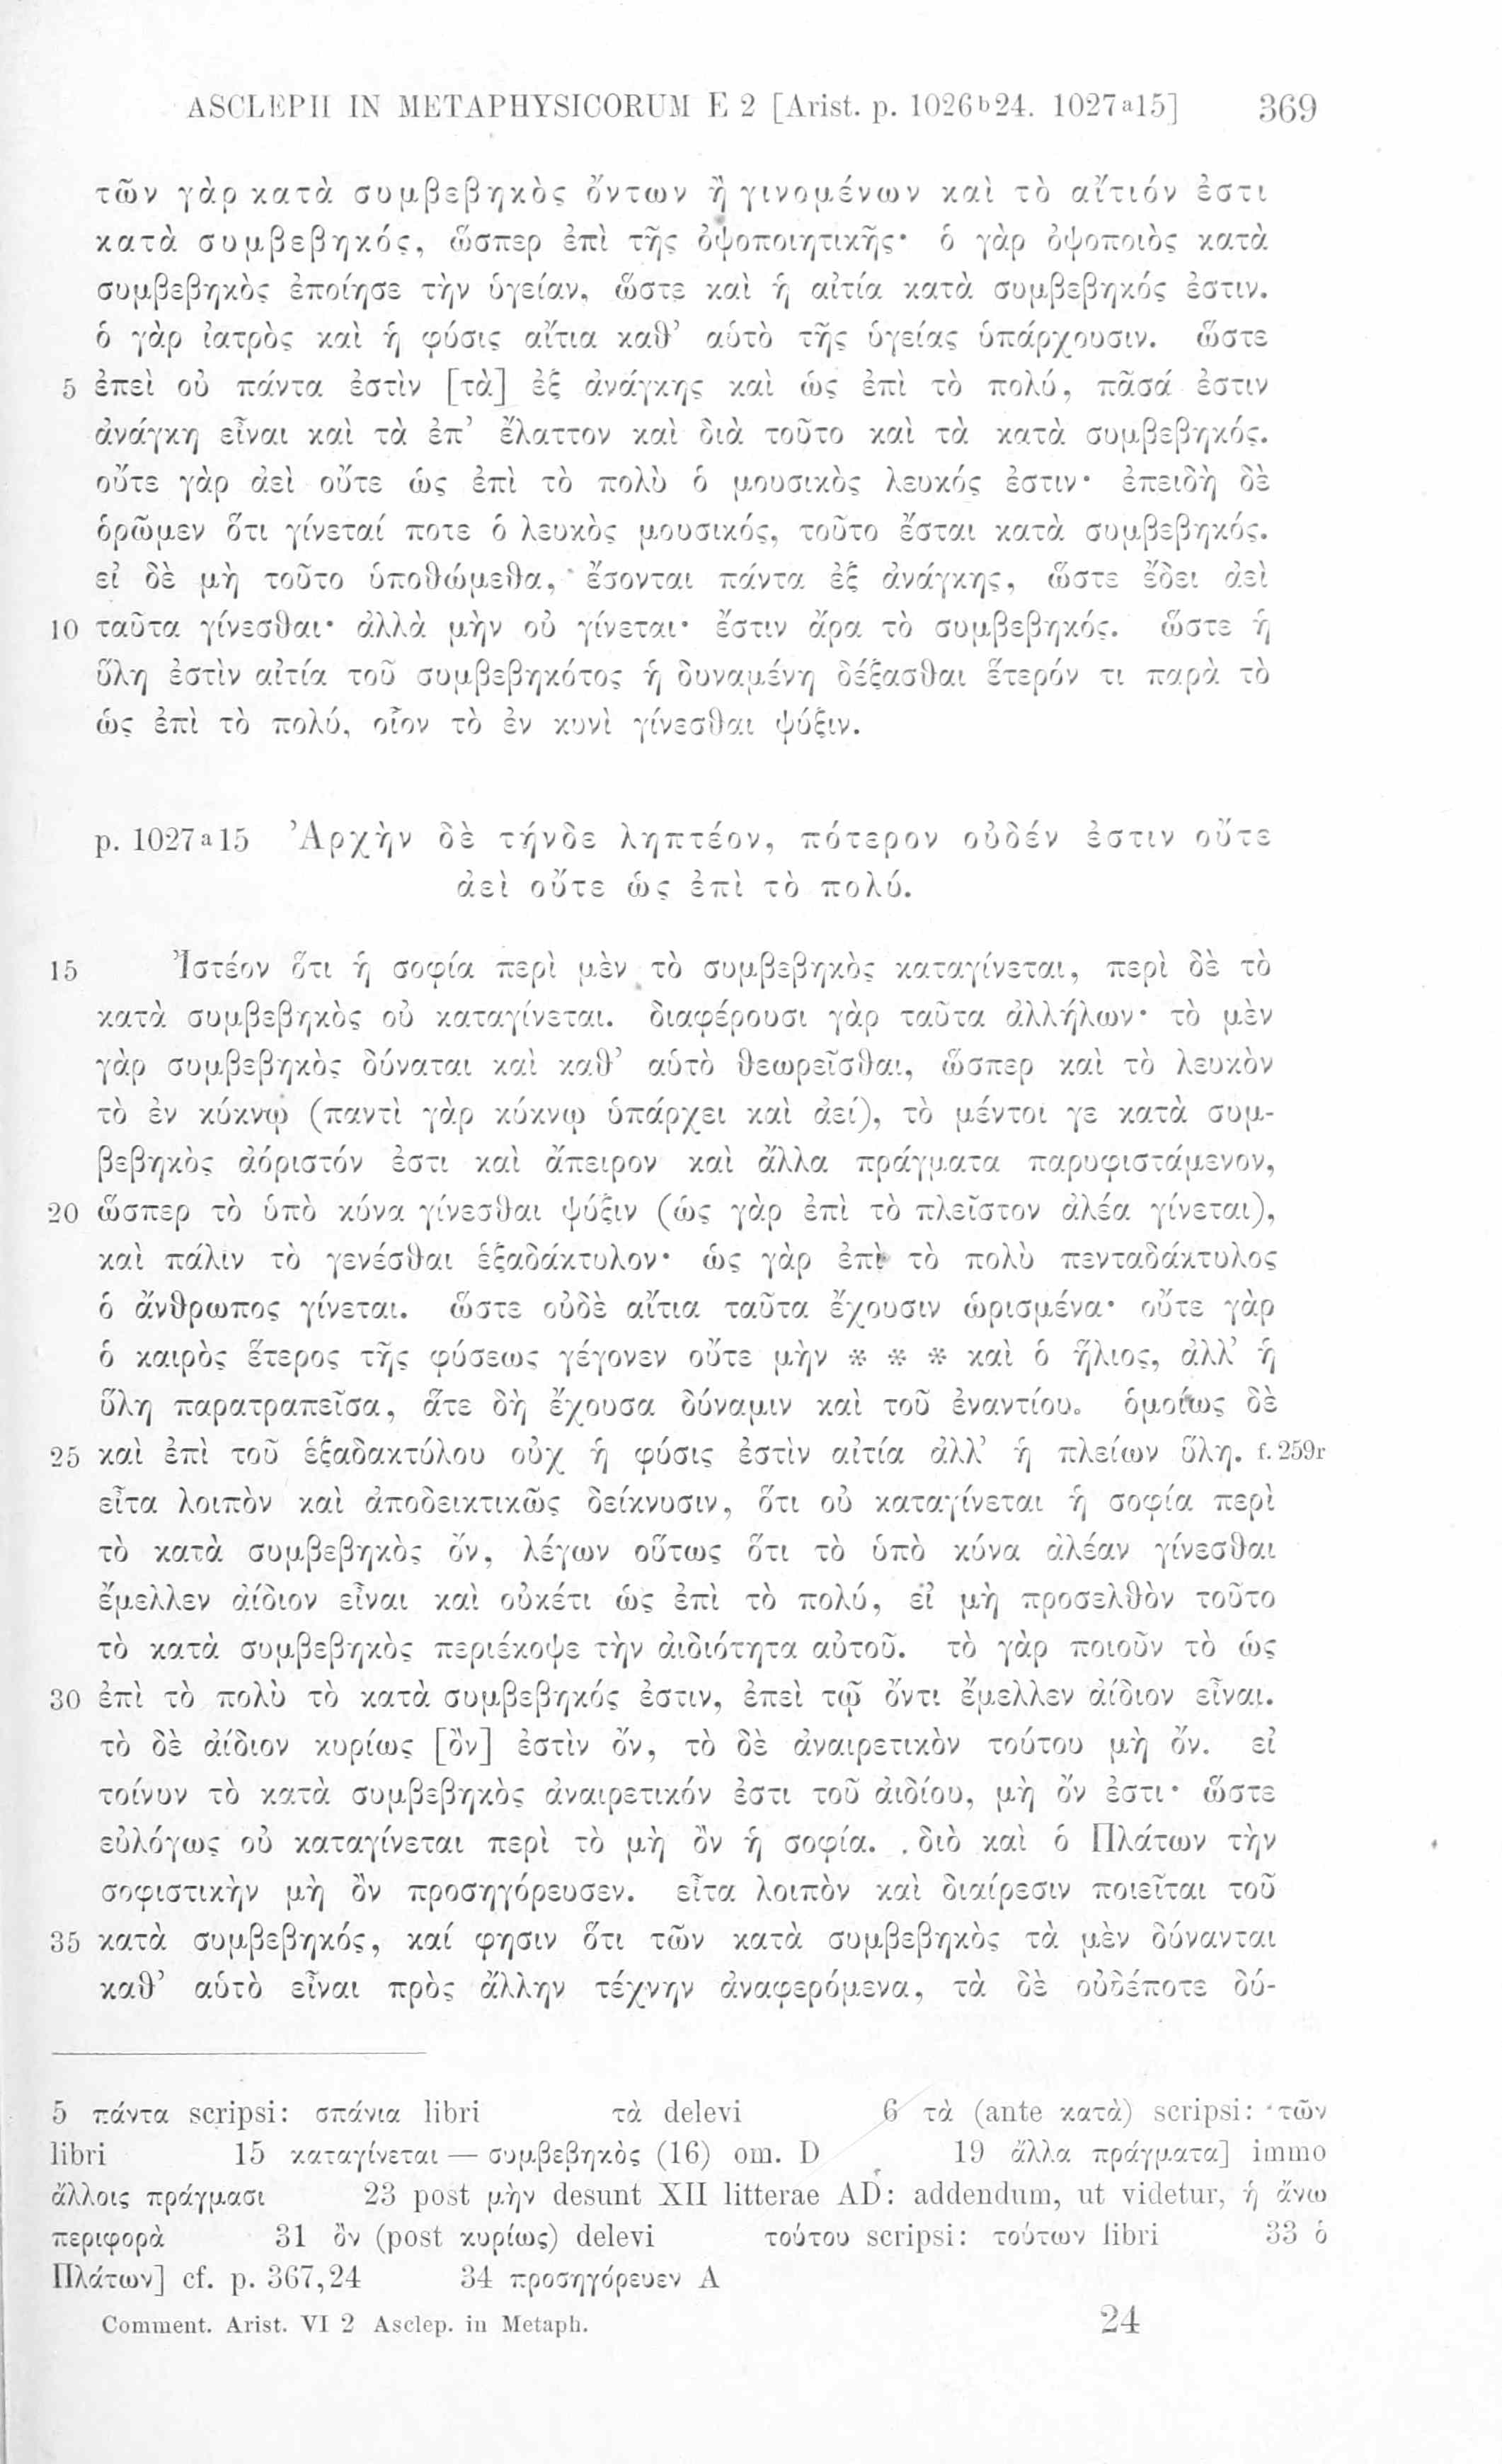 ASCLEPII IN METAPHYSICORUM E 2 [Arist. p. 1026b24. 1027a15] 369
τῶν γὰρ κατὰ συμβεβηκὸς ὄντων ἢ γινομένων καὶ τὸ αἴτιόν ἐστι
κατὰ συμβεβηκός, ὥσπερ ἐπὶ τῆς ὀψοποιητικῆς· ὁ γὰρ ὀψοποιὸς κατὰ
συμβεβηκὸς ἐποίησε τὴν ὑγείαν, ὥστε καὶ ἡ αἰτία κατὰ συμβεβηκός ἐστιν.
ὁ γὰρ ἰατρὸς καὶ ἡ φύσις αἴτια καθ’ αὑτὸ τῆς ὑγείας ὑπάρχουσιν. ὥστε
5 ἐπεὶ οὐ πάντα ἐστὶν [τὰ] ἐξ ἀνάγκης καὶ ὡς ἐπὶ τὸ πολύ, πᾶσά ἐστιν
ἀνάγκη εἶναι καὶ τὰ ἐπ’ ἔλαττον καὶ διὰ τοῦτο καὶ τὰ κατὰ συμβεβηκός.
οὔτε γὰρ ἀεὶ οὔτε ὡς ἐπὶ τὸ πολὺ ὁ μουσικὸς λευκός ἐστιν· ἐπειδὴ δὲ
ὁρῶμεν ὅτι γίνεταί ποτε ὁ λευκὸς μουσικός, τοῦτο ἔσται κατὰ συμβεβηκός.
εἰ δὲ μὴ τοῦτο ὑποθώμεθα, ἔσονται πάντα ἐξ ἀνάγκης, ὥστε ἔδει ἀεὶ
10 ταῦτα γίνεσθαι· ἀλλὰ μὴν οὐ γίνεται· ἔστιν ἄρα τὸ συμβεβηκός. ὥστε ἡ
ὕλη ἐστὶν αἰτία τοῦ συμβεβηκότος ἡ δυναμένη δέξασθαι ἕτερόν τι παρὰ τὸ
ὡς ἐπὶ τὸ πολύ, οἷον τὸ ἐν κυνὶ γίνεσθαι ψύξιν.
p. 1027a15 Ἀρχὴν δὲ τήνδε ληπτέον, πότερον οὐδέν ἐστιν οὔτε
ἀεὶ οὔτε ὡς ἐπὶ τὸ πολύ.
15 Ἰστέον ὅτι ἡ σοφία περὶ μὲν τὸ συμβεβηκὸς καταγίνεται, περὶ δὲ τὸ
κατὰ συμβεβηκὸς οὐ καταγίνεται. διαφέρουσι γὰρ ταῦτα ἀλλήλων· τὸ μὲν
γὰρ συμβεβηκὸς δύναται καὶ καθ’ αὑτὸ θεωρεῖσθαι, ὥσπερ καὶ τὸ λευκὸν
τὸ ἐν κύκνῳ (παντὶ γὰρ κύκνῳ ὑπάρχει καὶ ἀεί), τὸ μέντοι γε κατὰ συμ-
βεβηκὸς ἀόριστόν ἐστι καὶ ἄπειρον καὶ ἄλλα πράγματα παρυφιστάμενον,
20 ὥσπερ τὸ ὑπὸ κύνα γίνεσθαι ψύξιν (ὡς γὰρ ἐπὶ τὸ πλεῖστον ἀλέα γίνεται),
καὶ πάλιν τὸ γενέσθαι ἑξαδάκτυλον· ὡς γὰρ ἐπὶ τὸ πολὺ πενταδάκτυλος
ὁ ἄνθρωπος γίνεται. ὥστε οὐδὲ αἴτια ταῦτα ἔχουσιν ὡρισμένα· οὔτε γὰρ
ὁ καιρὸς ἕτερος τῆς φύσεως γέγονεν οὔτε μὴν * * * καὶ ὁ ἥλιος, ἀλλ’ ἡ
ὕλη παρατραπεῖσα, ἅτε δὴ ἔχουσα δύναμιν καὶ τοῦ ἐναντίου. ὁμοίως δὲ
25 καὶ ἐπὶ τοῦ ἑξαδακτύλου οὐχ ἡ φύσις ἐστὶν αἰτία ἀλλ’ ἡ πλείων ὕλη. f. 259r
εἶτα λοιπὸν καὶ ἀποδεικτικῶς δείκνυσιν, ὅτι οὐ καταγίνεται ἡ σοφία περὶ
τὸ κατὰ συμβεβηκὸς ὄν, λέγων οὕτως ὅτι τὸ ὑπὸ κύνα ἀλέαν γίνεσθαι
ἔμελλεν ἀίδιον εἶναι καὶ οὐκέτι ὡς ἐπὶ τὸ πολύ, εἰ μὴ προσελθὸν τοῦτο
τὸ κατὰ συμβεβηκὸς περιέκοψε τὴν ἀιδιότητα αὐτοῦ. τὸ γὰρ ποιοῦν τὸ ὡς
30 ἐπὶ τὸ πολὺ τὸ κατὰ συμβεβηκός ἐστιν, ἐπεὶ τῷ ὄντι ἔμελλεν ἀίδιον εἶναι.
τὸ δὲ ἀίδιον κυρίως [ὂν] ἐστὶν ὄν, τὸ δὲ ἀναιρετικὸν τούτου μὴ ὄν. εἰ
τοίνυν τὸ κατὰ συμβεβηκὸς ἀναιρετικόν ἐστι τοῦ ἀιδίου, μὴ ὄν ἐστι· ὥστε
εὐλόγως οὐ καταγίνεται περὶ τὸ μὴ ὂν ἡ σοφία. διὸ καὶ ὁ Πλάτων τὴν
σοφιστικὴν μὴ ὂν προσηγόρευσεν. εἶτα λοιπὸν καὶ διαίρεσιν ποιεῖται τοῦ
35 κατὰ συμβεβηκός, καί φησιν ὅτι τῶν κατὰ συμβεβηκὸς τὰ μὲν δύνανται
καθ’ αὑτὸ εἶναι πρὸς ἄλλην τέχνην ἀναφερόμενα, τὰ δὲ οὐδέποτε δύ-
5 πάντα scripsi: σπάνια libri τὰ delevi 6 τὰ (ante κατὰ) scripsi: τῶν
libri 15 καταγίνεται — συμβεβηκὸς (16) om. D 19 ἄλλα πράγματα] immo
ἄλλοις πράγμασι 23 post μὴν desunt XII litterae AD: addendum, ut videtur, ἡ ἄνω
περιφορὰ 31 ὂν (post κυρίως) delevi τούτου scripsi: τούτων libri 33 ὁ
Πλάτων] cf. p. 367,24 34 προσηγόρευεν A
Comment. Arist. VI 2 Asclep. in Metaph. 24